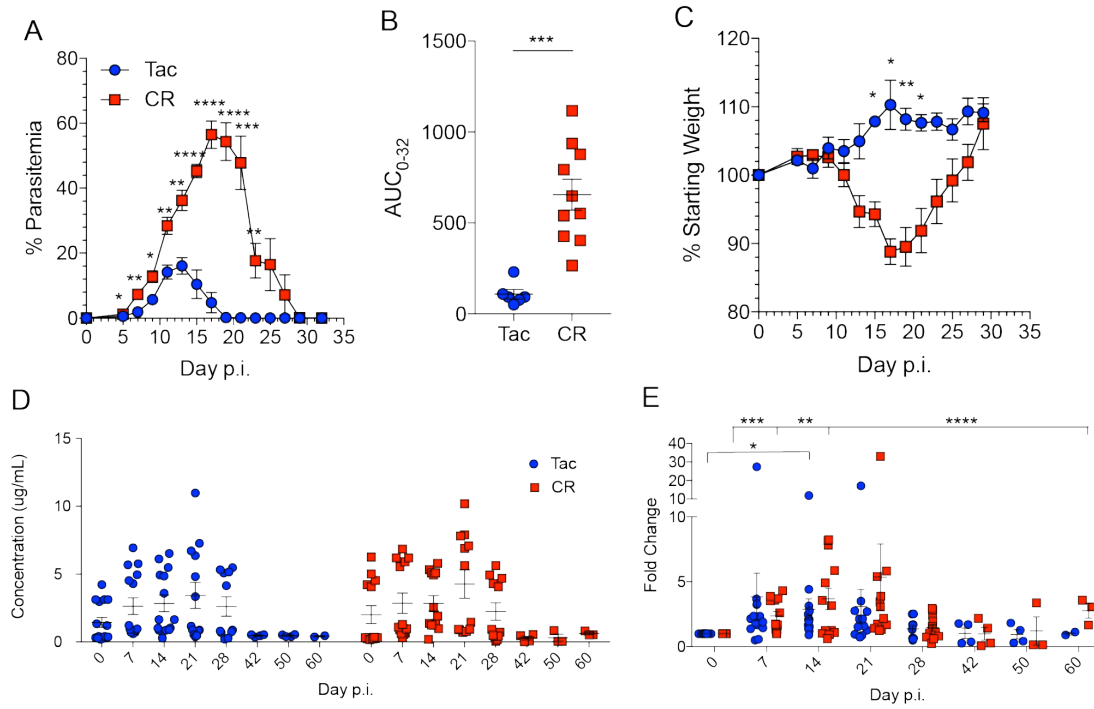 A
% Parasitemia
80
60
40
20
0
0 5 10 15 20 25 30 35
Day p.i.
Tac
CR
* ** * ** ** **** **** **** *** **
B
AUC0-32
1500
1000
500
0
***
Tac CR
C
% Starting Weight
120
110
100
90
80
0 5 10 15 20 25 30 35
Day p.i.
* * ** *
D
Concentration (ug/mL)
15
10
5
0
Tac
CR
0 7 14 21 28 42 50 60 0 7 14 21 28 42 50 60
Day p.i.
E
*** ** ****
*
Fold Change
40
30
20
10
10
5
0
0 7 14 21 28 42 50 60
Day p.i.